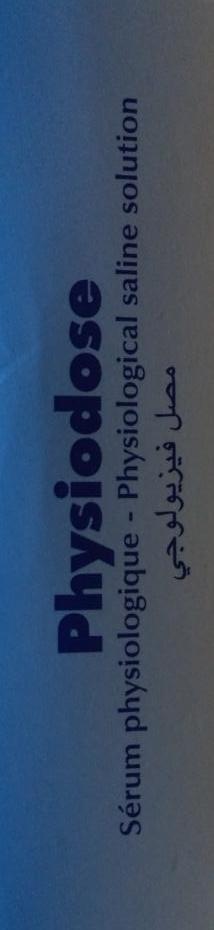 Physiodose
Sérum physiologique - Physiological saline solution
مصل فيزيولوجي